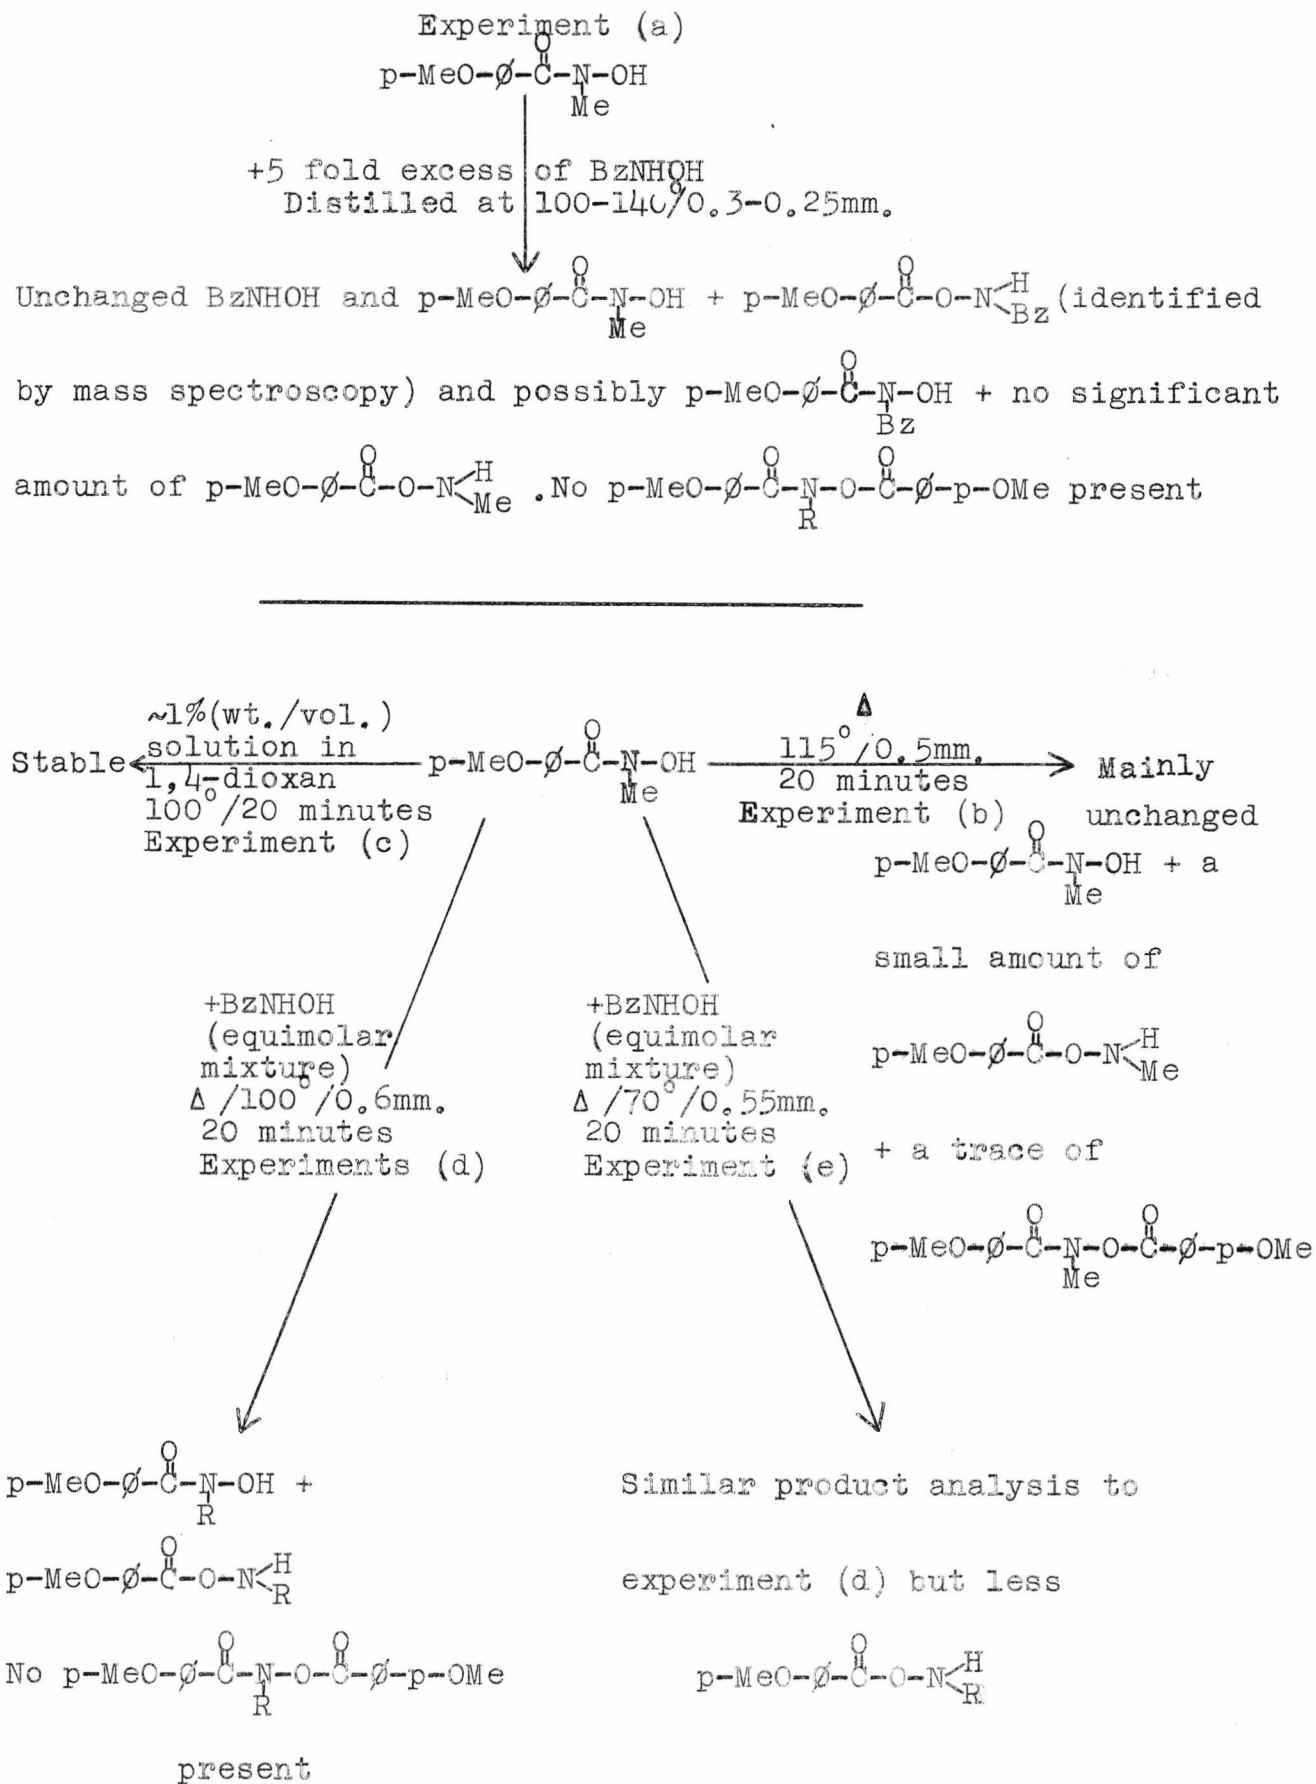 Experiment (a)
O
p-MeO-Ø-C-N-OH
Me
+5 fold excess of BzNHOH
Distilled at 100-140°/0.3-0.25mm.
O O
Unchanged BzNHOH and p-MeO-Ø-C-N-OH + p-MeO-Ø-C-O-N<H (identified
Me Bz
O
by mass spectroscopy) and possibly p-MeO-Ø-C-N-OH + no significant
Bz
O O O
amount of p-MeO-Ø-C-O-N<H .No p-MeO-Ø-C-N-O-C-Ø-p-OMe present
Me R
~1%(wt./vol.)
solution in
1,4-dioxan
100°/20 minutes
Experiment (c)
Stable
O
p-MeO-Ø-C-N-OH
Me
Δ
115°/0.5mm.
20 minutes
Experiment (b)
Mainly
unchanged
O
p-MeO-Ø-C-N-OH + a
Me
small amount of
O
p-MeO-Ø-C-O-N<H
Me
+ a trace of
O O
p-MeO-Ø-C-N-O-C-Ø-p-OMe
Me
+BzNHOH
(equimolar
mixture)
Δ /100°/0.6mm.
20 minutes
Experiments (d)
+BzNHOH
(equimolar
mixture)
Δ /70°/0.55mm.
20 minutes
Experiment (e)
O
p-MeO-Ø-C-N-OH +
R
O
p-MeO-Ø-C-O-N<H
R
O O
No p-MeO-Ø-C-N-O-C-Ø-p-OMe
R
present
Similar product analysis to
experiment (d) but less
O
p-MeO-Ø-C-O-N<H
R